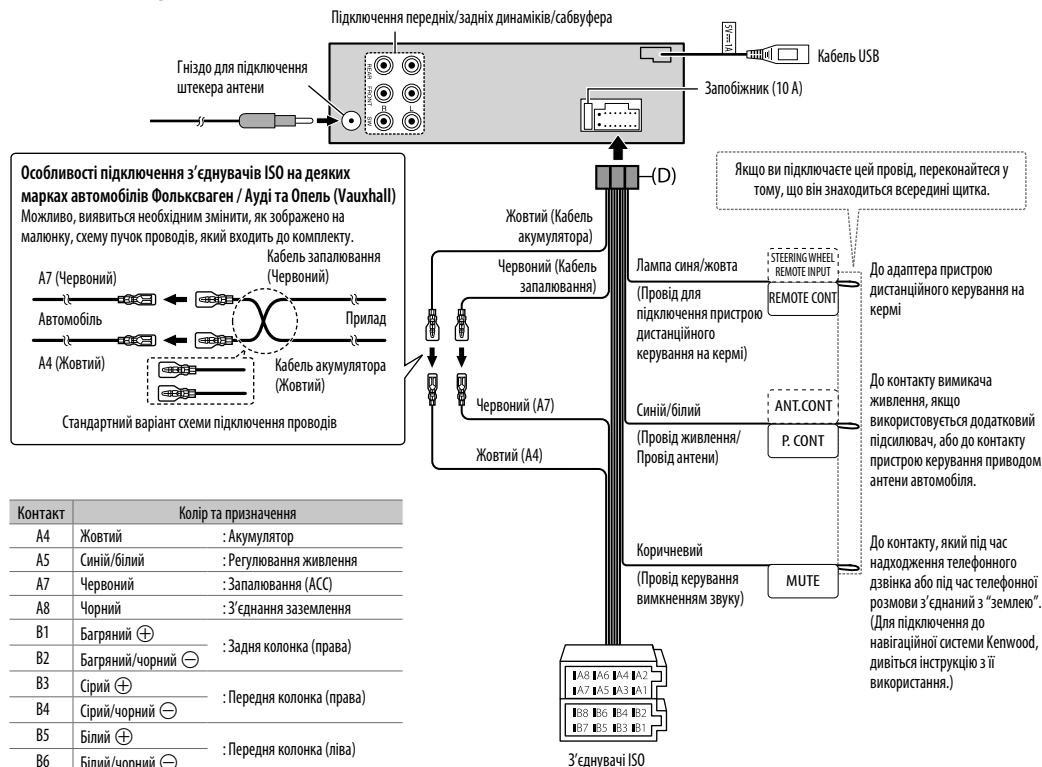 Підключення передніх/задніх динаміків/сабвуфера
5V⎓1A
Кабель USB
Гніздо для підключення
штекера антени
REAR
FRONT
R
L
SW
Запобіжник (10 A)
(D)
Якщо ви підключаєте цей провід, переконайтеся у
тому, що він знаходиться всередині щитка.
Особливості підключення з’єднувачів ISO на деяких
марках автомобілів Фольксваген / Ауді та Опель (Vauxhall)
Можливо, виявиться необхідним змінити, як зображено на
малюнку, схему пучок проводів, який входить до комплекту.
A7 (Червоний)
Кабель запалювання
(Червоний)
Автомобіль
Прилад
A4 (Жовтий)
Кабель акумулятора
(Жовтий)
Стандартний варіант схеми підключення проводів
Жовтий (Кабель
акумулятора)
Червоний (Кабель
запалювання)
Червоний (A7)
Жовтий (A4)
Лампа синя/жовта
(Провід для
підключення пристрою
дистанційного
керування на кермі)
STEERING WHEEL
REMOTE INPUT
REMOTE CONT
До адаптера пристрою
дистанційного керування на
кермі
Синій/білий
(Провід живлення/
Провід антени)
ANT.CONT
P. CONT
До контакту вимикача
живлення, якщо
використовується додатковий
підсилювач, або до контакту
пристрою керування приводом
антени автомобіля.
Коричневий
(Провід керування
вимкненням звуку)
MUTE
До контакту, який під час
надходження телефонного
дзвінка або під час телефонної
розмови з’єднаний з “землею”.
(Для підключення до
навігаційної системи Kenwood,
дивіться інструкцію з її
використання.)
Контакт Колір та призначення
A4 Жовтий : Акумулятор
A5 Синій/білий : Регулювання живлення
A7 Червоний : Запалювання (ACC)
A8 Чорний : З’єднання заземлення
B1 Багряний ⊕ : Задня колонка (права)
B2 Багряний/чорний ⊖
B3 Сірий ⊕ : Передня колонка (права)
B4 Сірий/чорний ⊖
B5 Білий ⊕ : Передня колонка (ліва)
B6 Білий/чорний ⊖
A8 A6 A4 A2
A7 A5 A3 A1
B8 B6 B4 B2
B7 B5 B3 B1
З’єднувачі ISO